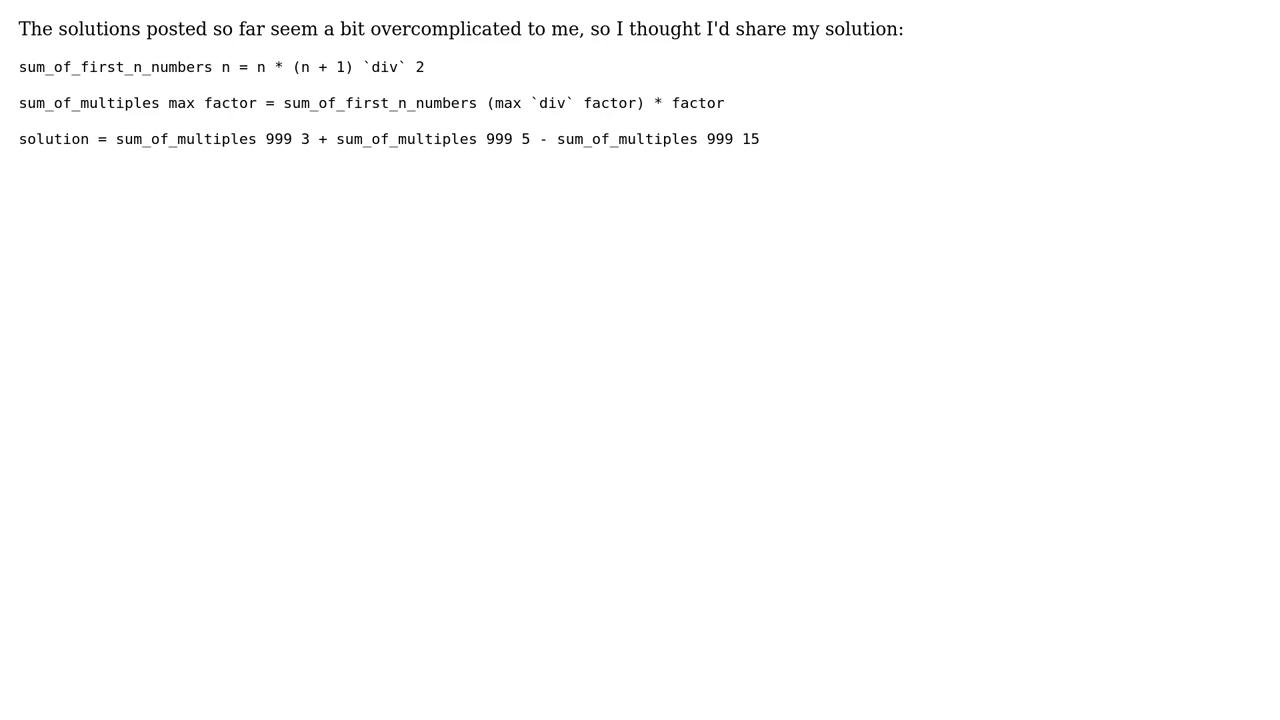 The solutions posted so far seem a bit overcomplicated to me, so I thought I'd share my solution:
sum_of_first_n_numbers n = n * (n + 1) `div` 2
sum_of_multiples max factor = sum_of_first_n_numbers (max `div` factor) * factor
solution = sum_of_multiples 999 3 + sum_of_multiples 999 5 - sum_of_multiples 999 15